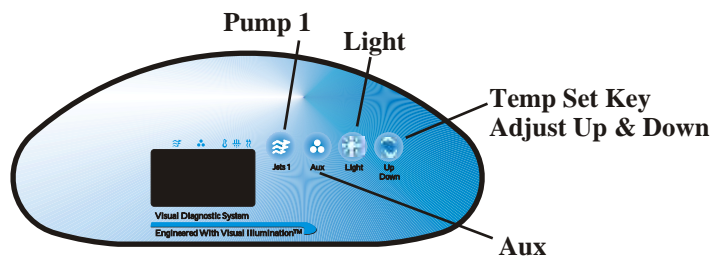 Pump 1
Light
Temp Set Key
Adjust Up & Down
Jets 1
Aux
Light
Up
Down
Visual Diagnostic System
Engineered With Visual Illumination™
Aux